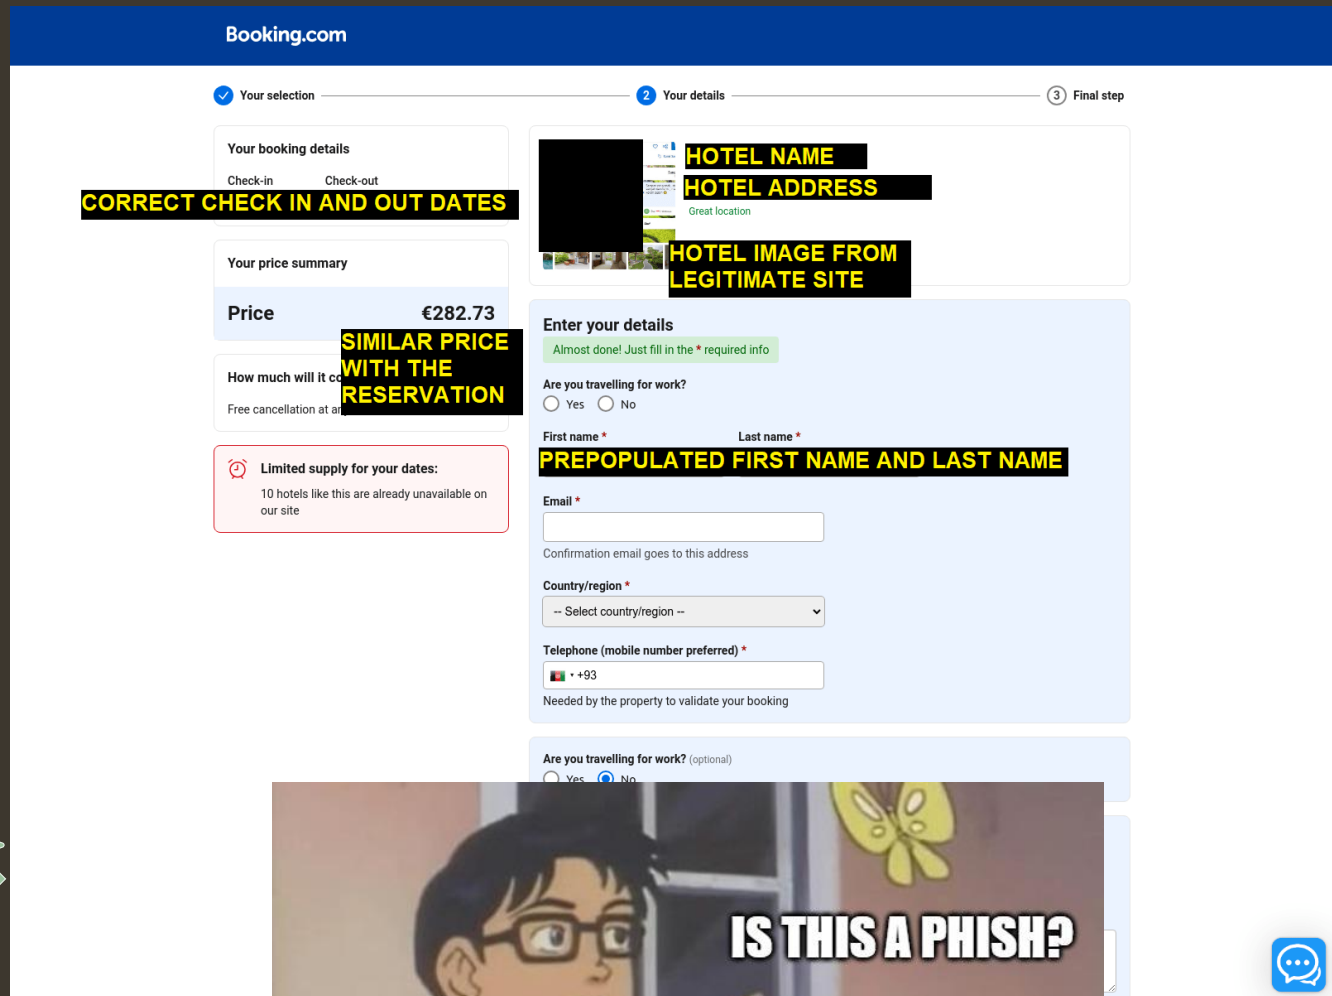 Booking.com
Your selection
2 Your details
3 Final step
Your booking details
Check-in Check-out
CORRECT CHECK IN AND OUT DATES
Your price summary
Price €282.73
SIMILAR PRICE
WITH THE
RESERVATION
How much will it co
Free cancellation at an
Limited supply for your dates:
10 hotels like this are already unavailable on
our site
HOTEL NAME
HOTEL ADDRESS
Great location
HOTEL IMAGE FROM
LEGITIMATE SITE
Enter your details
Almost done! Just fill in the * required info
Are you travelling for work?
Yes No
First name * Last name *
PREPOPULATED FIRST NAME AND LAST NAME
Email *
Confirmation email goes to this address
Country/region *
-- Select country/region --
Telephone (mobile number preferred) *
+93
Needed by the property to validate your booking
Are you travelling for work? (optional)
Yes No
IS THIS A PHISH?